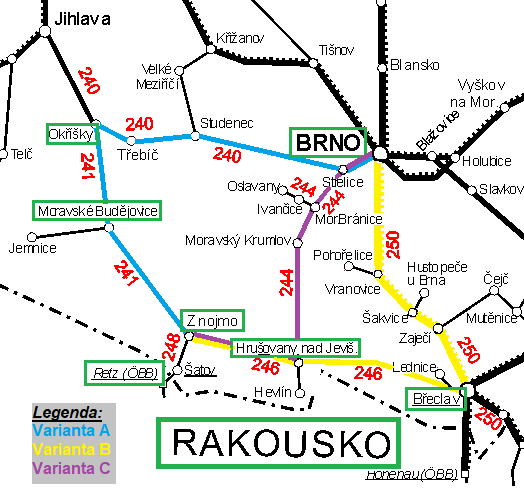 Jihlava
Křižanov
Tišnov
Velké
Meziříčí
Blansko
Vyškov
na Mor.
240
Okříšky
240
Třebíč
Studenec
240
BRNO
Blažovice
Holubice
Slavkov
Telč
241
Střelice
244
244
Oslavany
Ivančice
MorBránice
Moravské Budějovice
Jemnice
Moravský Krumlov
250
Pohořelice
Hustopeče
u Brna
Vranovice
Čejč
Mutěnice
241
244
Šakvice
Zaječí
Znojmo
Hrušovany nad Jeviš.
250
248
246
246
Lednice
Retz (ÖBB)
Šatov
Hevlín
Břeclav
250
Legenda:
Varianta A
Varianta B
Varianta C
RAKOUSKO
Hohenau (ÖBB)